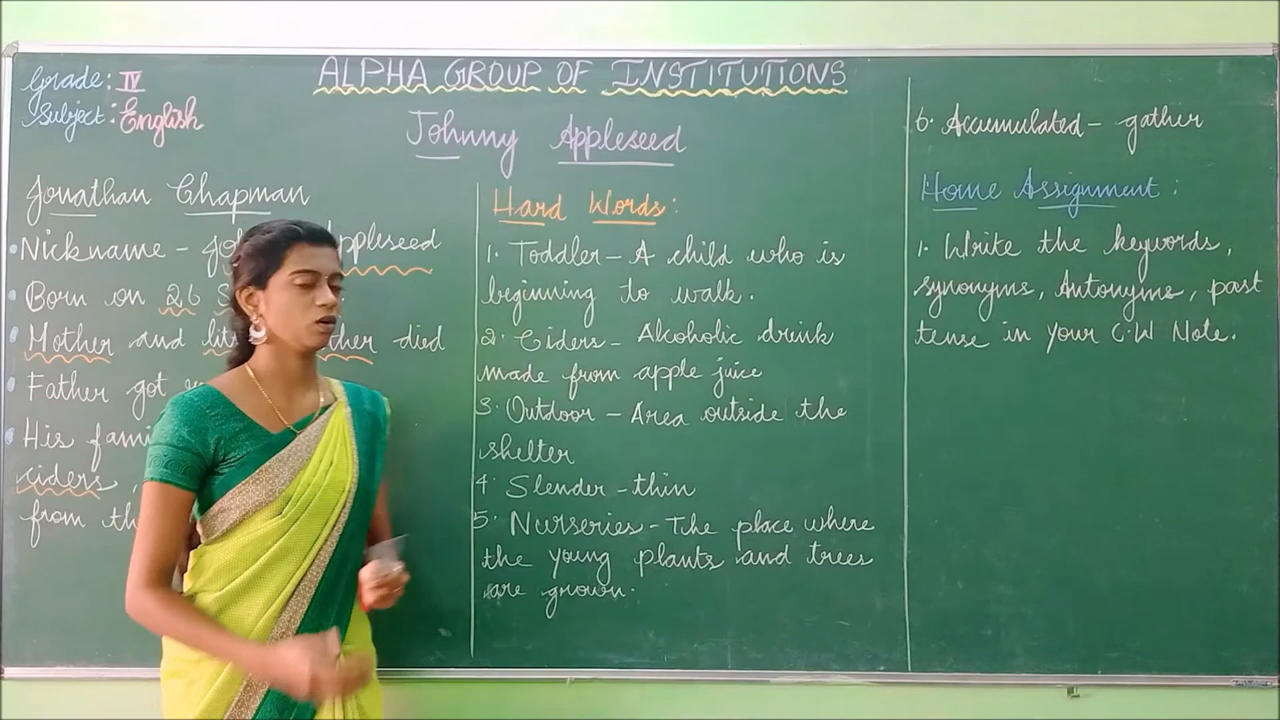 Grade: IV
Subject: English
ALPHA GROUP OF INSTITUTIONS
Johnny Appleseed
Jonathan Chapman
Nickname - Appleseed
Born on 26
Mother and died
Father got
His
ciders,
from
Hard Words:
1. Toddler - A child who is
beginning to walk.
2. Ciders - Alcoholic drink
made from apple juice
3. Outdoor - Area outside the
shelter
4. Slender - thin
5. Nurseries - The place where
the young plants and trees
are grown.
6. Accumulated - gather
Home Assignment:
1. Write the keywords,
synonyms, Antonyms, past
tense in your C.W Note.